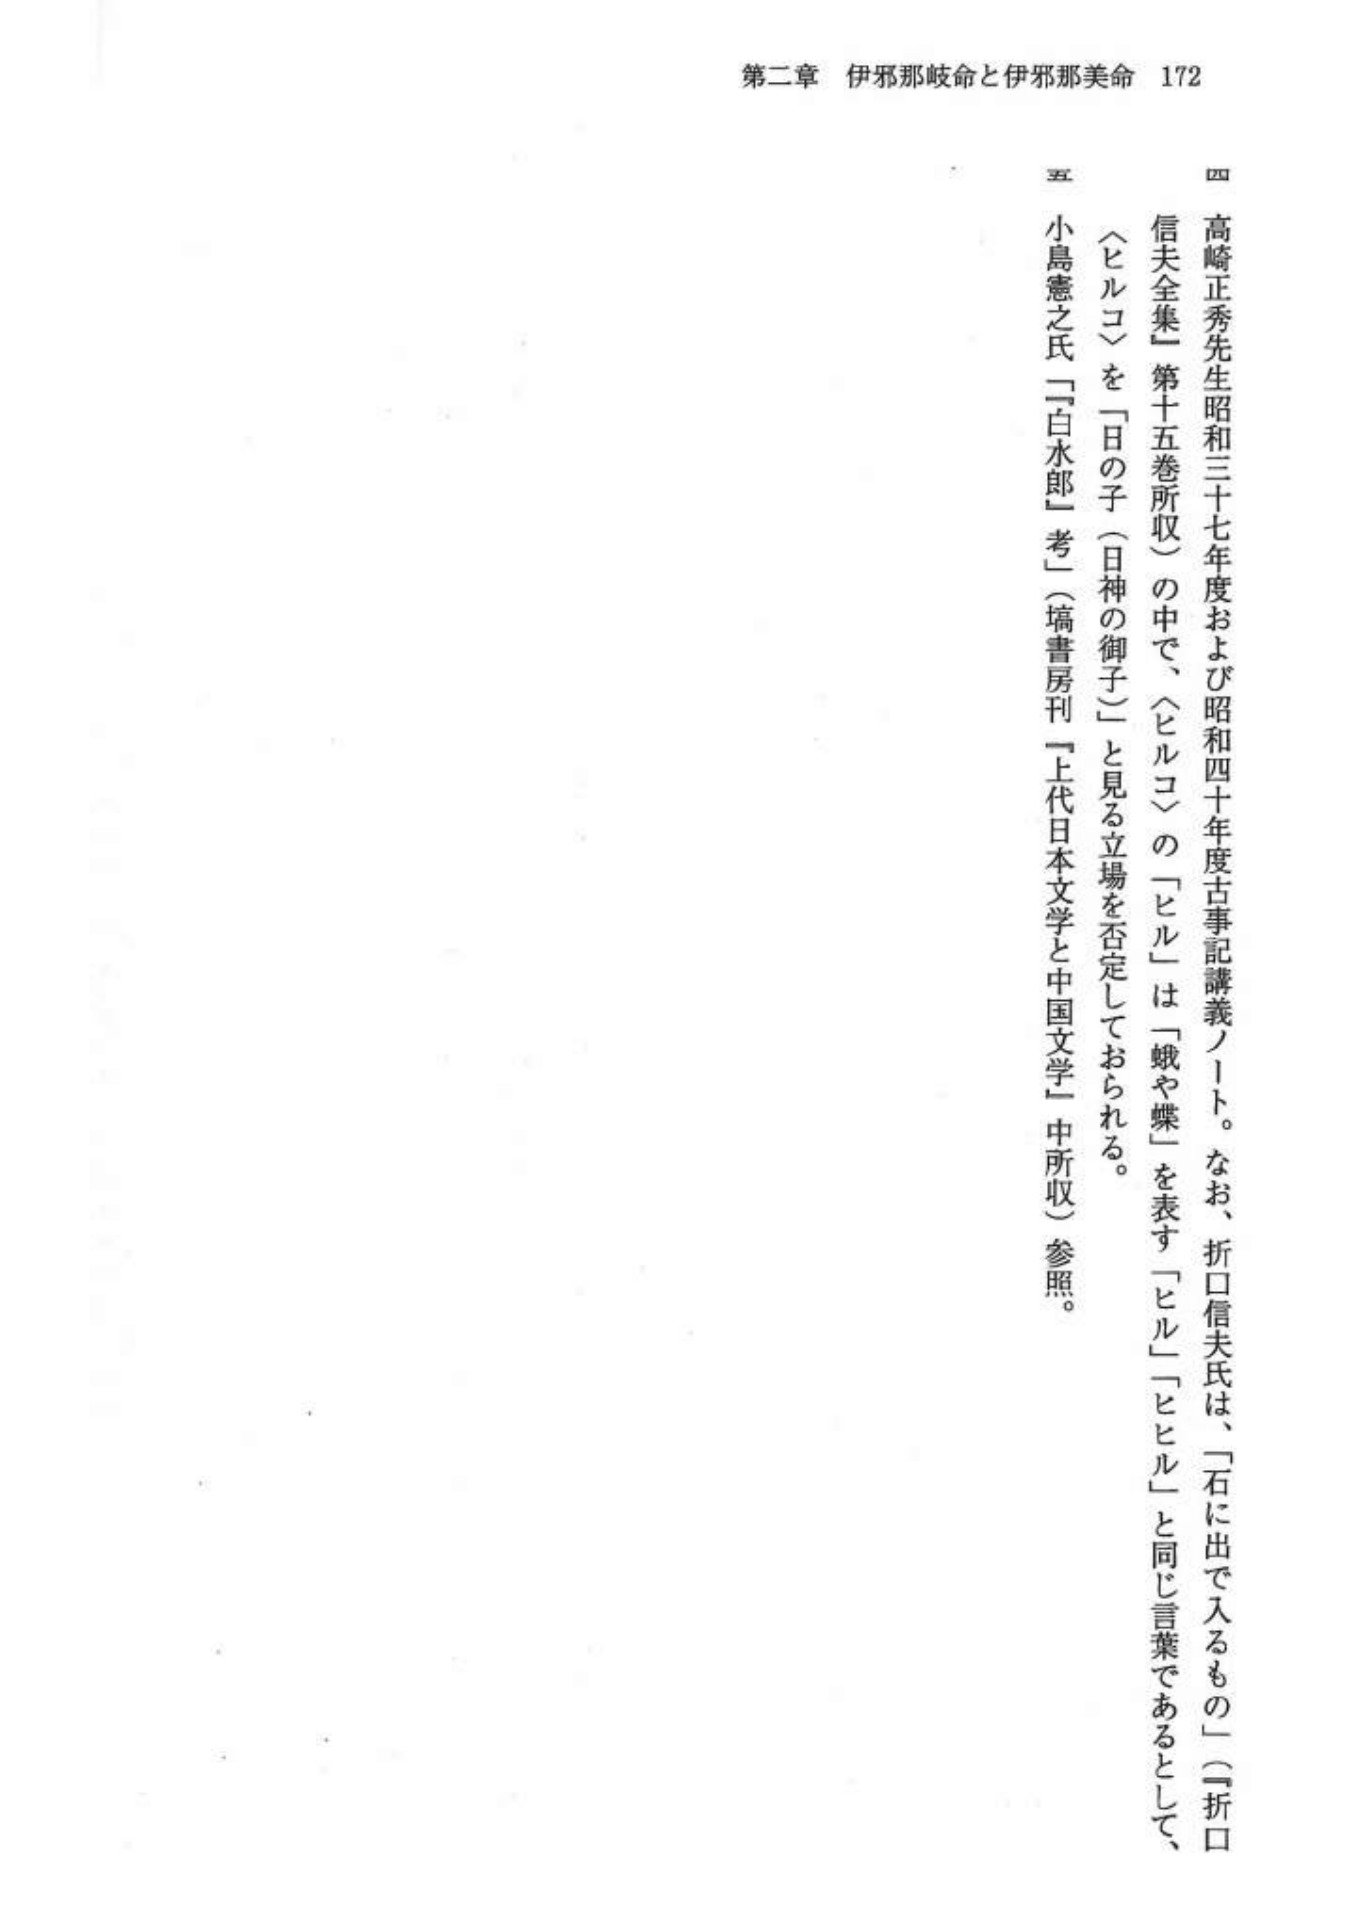 第二章　伊邪那岐命と伊邪那美命　172
四　高崎正秀先生昭和三十七年度および昭和四十年度古事記講義ノート。なお、折口信夫氏は、「石に出で入るもの」（『折口
信夫全集』第十五巻所収）の中で、〈ヒルコ〉の「ヒル」は「蛾や蝶」を表す「ヒル」「ヒヒル」と同じ言葉であるとして、
〈ヒルコ〉を「日の子（日神の御子）」と見る立場を否定しておられる。
五　小島憲之氏「『白水郎』考」（塙書房刊『上代日本文学と中国文学』中所収）参照。